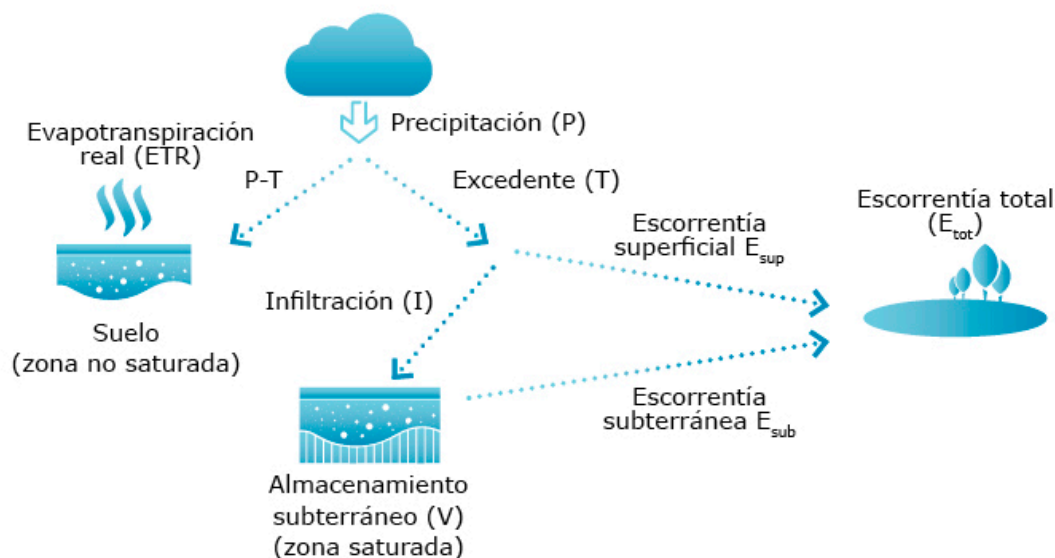 Precipitación (P)
Evapotranspiración
real (ETR)
P-T
Excedente (T)
Escorrentía total
(Etot)
Escorrentía
superficial Esup
Infiltración (I)
Suelo
(zona no saturada)
Escorrentía
subterránea Esub
Almacenamiento
subterráneo (V)
(zona saturada)